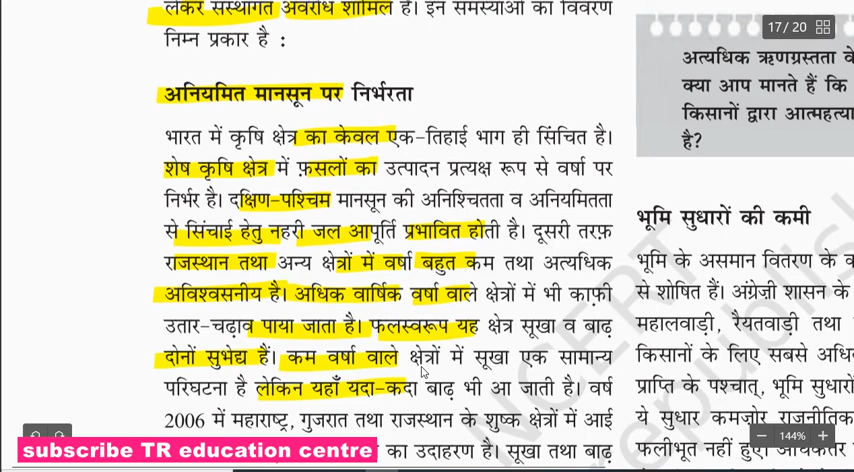 लेकर संस्थागत अवरोध शामिल हैं। इन समस्याओं का विवरण
निम्न प्रकार है :
अनियमित मानसून पर निर्भरता
भारत में कृषि क्षेत्र का केवल एक-तिहाई भाग ही सिंचित है।
शेष कृषि क्षेत्र में फ़सलों का उत्पादन प्रत्यक्ष रूप से वर्षा पर
निर्भर है। दक्षिण-पश्चिम मानसून की अनिश्चितता व अनियमितता
से सिंचाई हेतु नहरी जल आपूर्ति प्रभावित होती है। दूसरी तरफ़
राजस्थान तथा अन्य क्षेत्रों में वर्षा बहुत कम तथा अत्यधिक
अविश्वसनीय है। अधिक वार्षिक वर्षा वाले क्षेत्रों में भी काफ़ी
उतार-चढ़ाव पाया जाता है। फलस्वरूप यह क्षेत्र सूखा व बाढ़
दोनों सुभेद्य हैं। कम वर्षा वाले क्षेत्रों में सूखा एक सामान्य
परिघटना है लेकिन यहाँ यदा-कदा बाढ़ भी आ जाती है। वर्ष
2006 में महाराष्ट्र, गुजरात तथा राजस्थान के शुष्क क्षेत्रों में आई
का उदाहरण है। सूखा तथा बाढ़
subscribe TR education centre
17/20
अत्यधिक ऋणग्रस्तता के
क्या आप मानते हैं कि
किसानों द्वारा आत्महत्या
है?
भूमि सुधारों की कमी
भूमि के असमान वितरण के
से शोषित हैं। अंग्रेज़ी शासन के
महालवाड़ी, रैयतवाड़ी तथा
किसानों के लिए सबसे
प्राप्ति के पश्चात्, भूमि सुधारों
ये सुधार कमज़ोर राजनीतिक
फलीभूत नहीं हुए।
144%
NCERT
republish